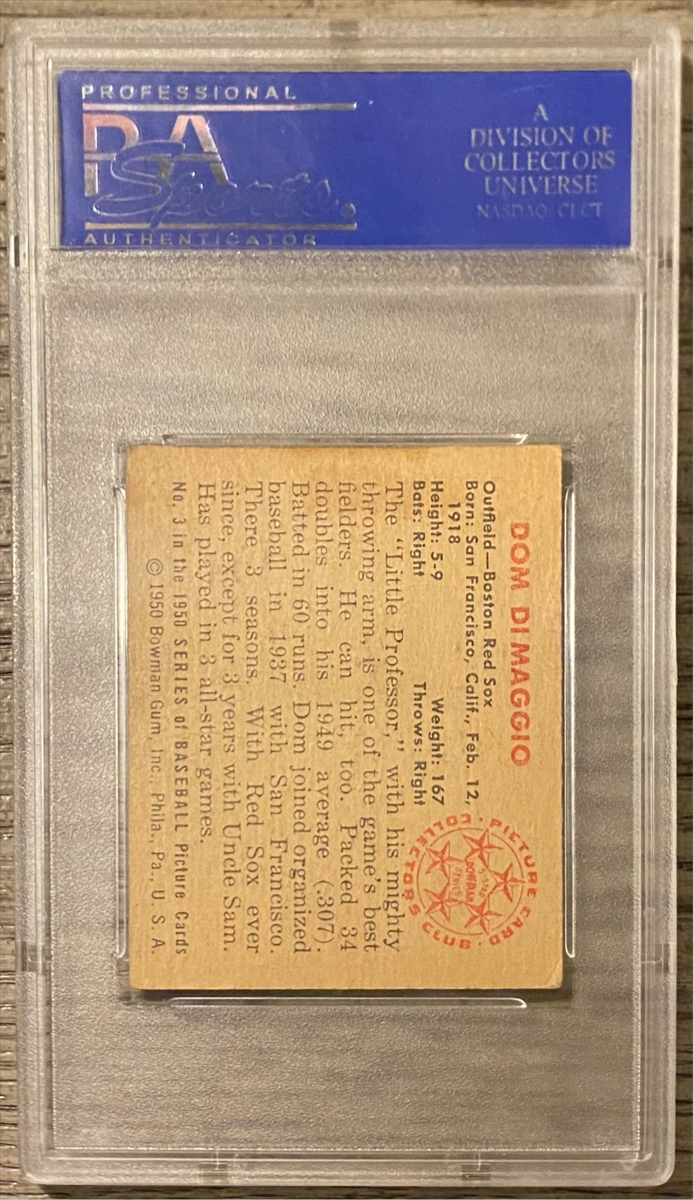 PROFESSIONAL
PSA
Sports.
AUTHENTICATOR
A
DIVISION OF
COLLECTORS
UNIVERSE
NASDAQ: CLCT
DOM DI MAGGIO
Outfield—Boston Red Sox
Born: San Francisco, Calif., Feb. 12,
1918
Height: 5-9 Weight: 167
Bats: Right Throws: Right
The "Little Professor," with his mighty
throwing arm, is one of the game's best
fielders. He can hit, too. Packed 34
doubles into his 1949 average (.307).
Batted in 60 runs. Dom joined organized
baseball in 1937 with San Francisco.
There 3 seasons. With Red Sox ever
since, except for 3 years with Uncle Sam.
Has played in 3 all-star games.
No. 3 in the 1950 SERIES of BASEBALL Picture Cards
© 1950 Bowman Gum, Inc., Phila., Pa., U. S. A.
PICTURE CARD
COLLECTORS CLUB
5-STAR
BOWMAN
SERIES